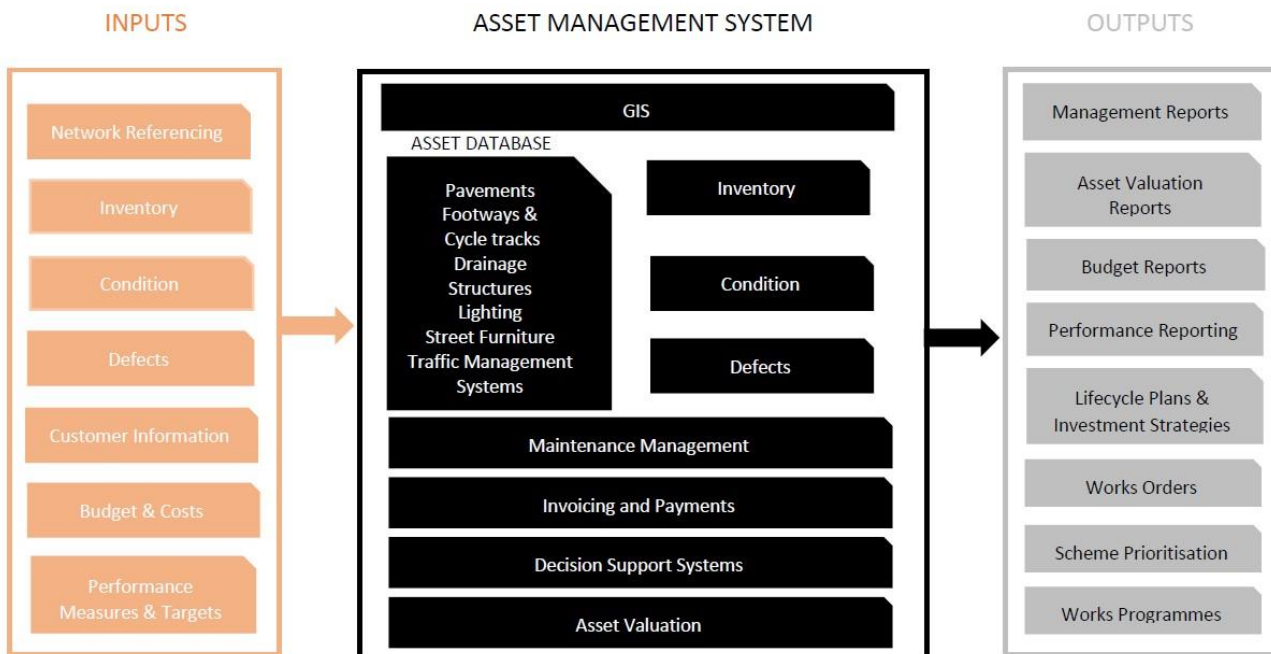 INPUTS
Network Referencing
Inventory
Condition
Defects
Customer Information
Budget & Costs
Performance
Measures & Targets
ASSET MANAGEMENT SYSTEM
GIS
ASSET DATABASE
Pavements
Footways &
Cycle tracks
Drainage
Structures
Lighting
Street Furniture
Traffic Management
Systems
Inventory
Condition
Defects
Maintenance Management
Invoicing and Payments
Decision Support Systems
Asset Valuation
OUTPUTS
Management Reports
Asset Valuation
Reports
Budget Reports
Performance Reporting
Lifecycle Plans &
Investment Strategies
Works Orders
Scheme Prioritisation
Works Programmes